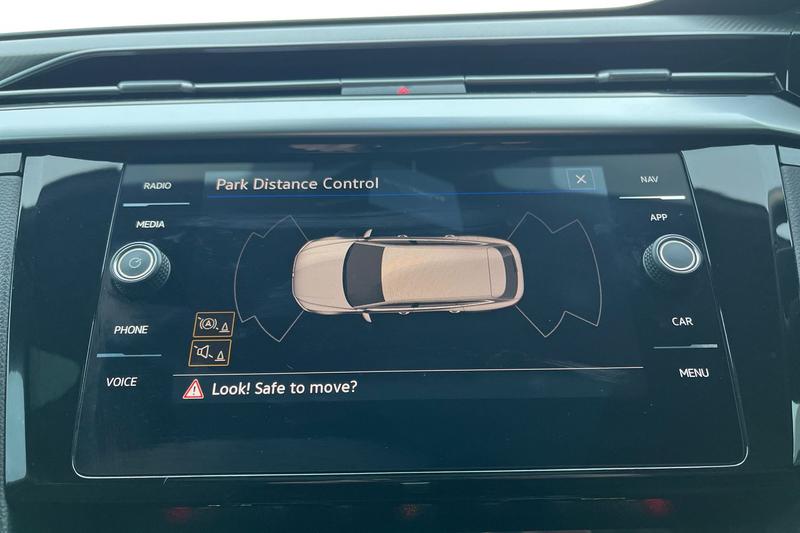 RADIO
Park Distance Control
NAV
MEDIA
APP
PHONE
A
CAR
VOICE
Look! Safe to move?
MENU